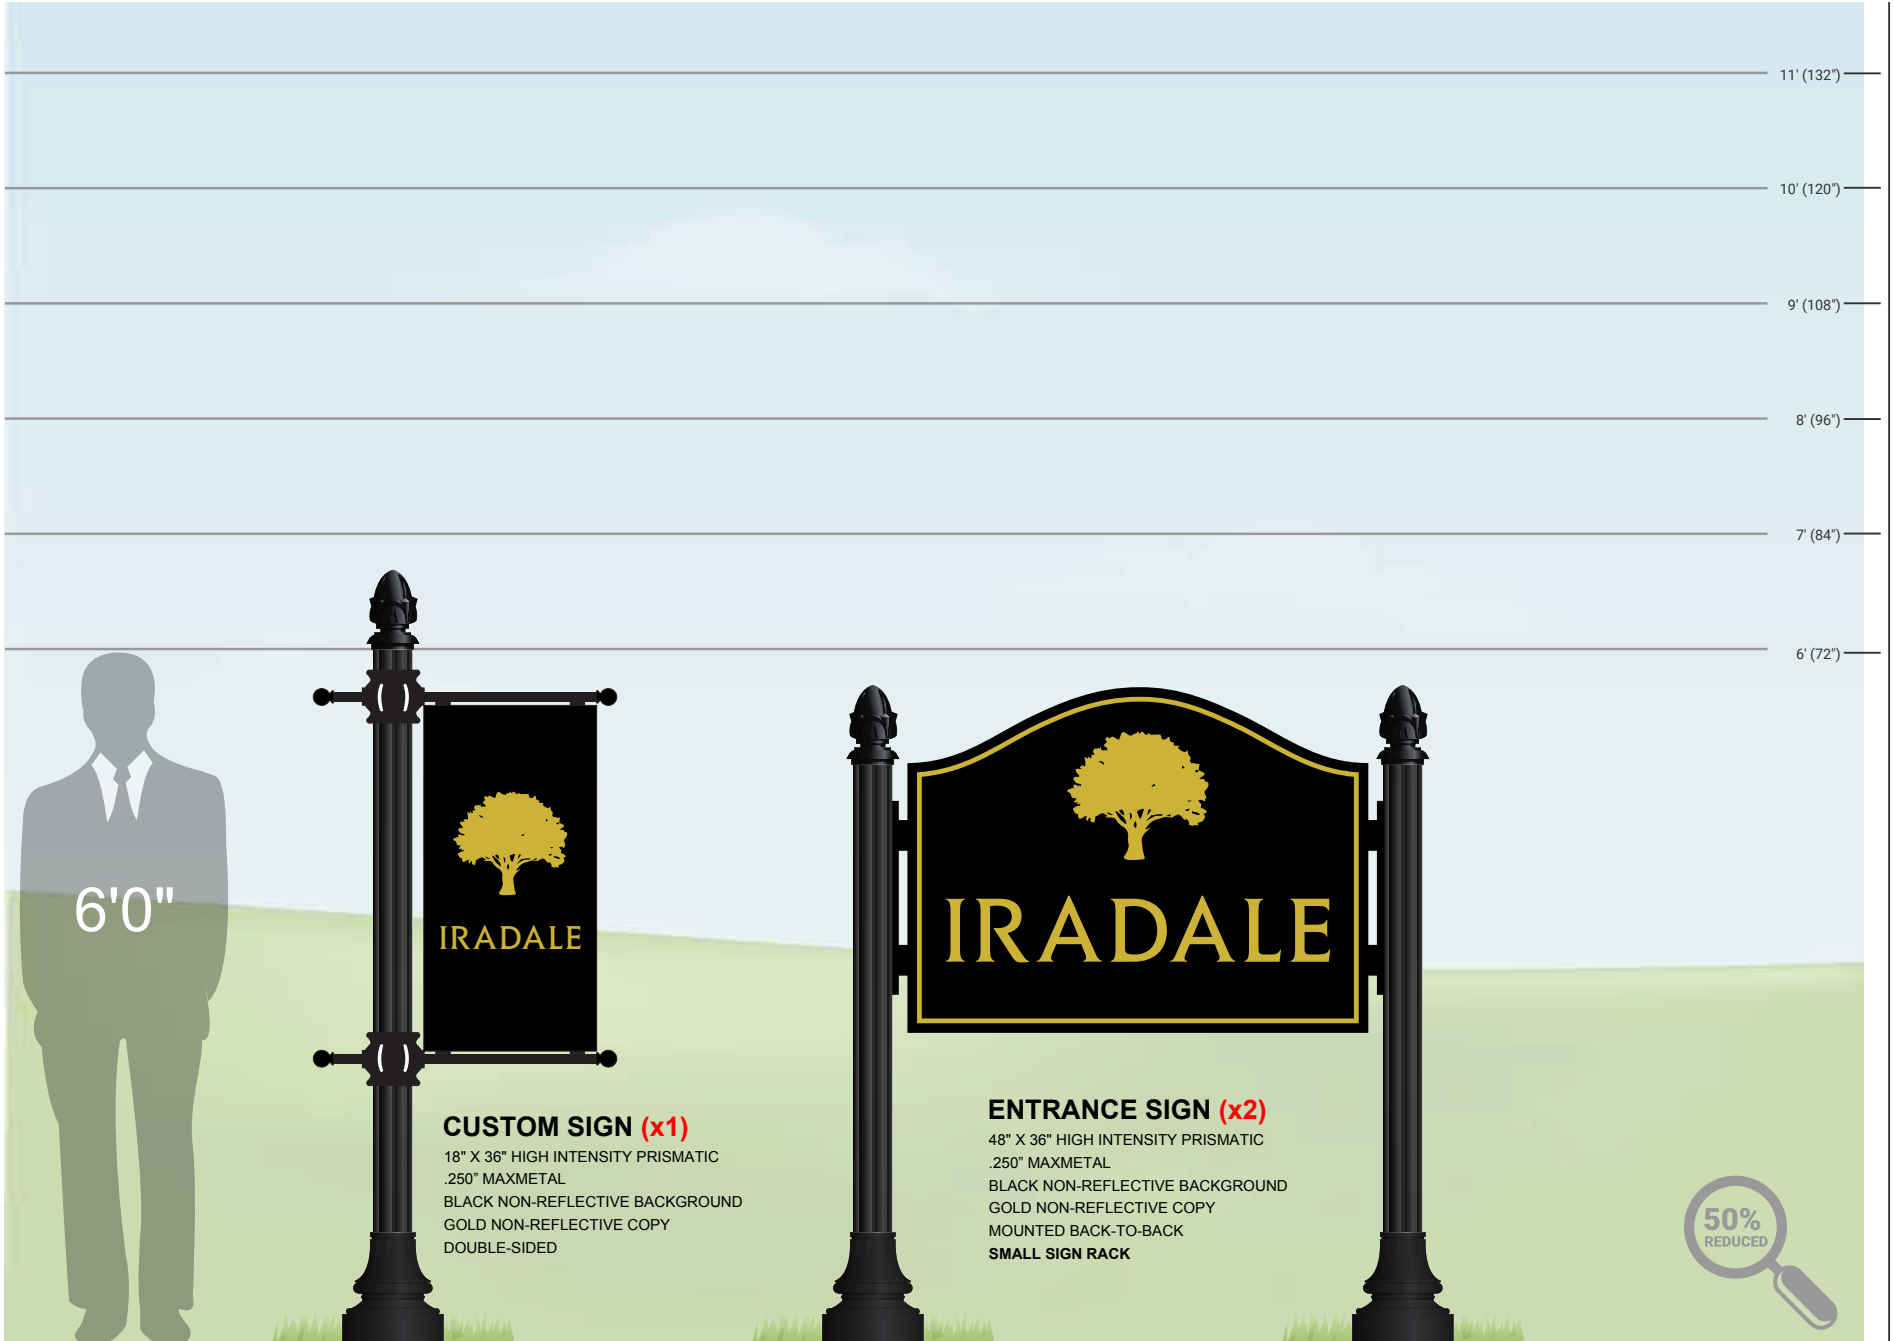 11' (132")
10' (120")
9' (108")
8' (96")
7' (84")
6' (72")
6'0"
IRADALE
IRADALE
CUSTOM SIGN (x1)
18" X 36" HIGH INTENSITY PRISMATIC
.250” MAXMETAL
BLACK NON-REFLECTIVE BACKGROUND
GOLD NON-REFLECTIVE COPY
DOUBLE-SIDED
ENTRANCE SIGN (x2)
48" X 36" HIGH INTENSITY PRISMATIC
.250” MAXMETAL
BLACK NON-REFLECTIVE BACKGROUND
GOLD NON-REFLECTIVE COPY
MOUNTED BACK-TO-BACK
SMALL SIGN RACK
50%
REDUCED